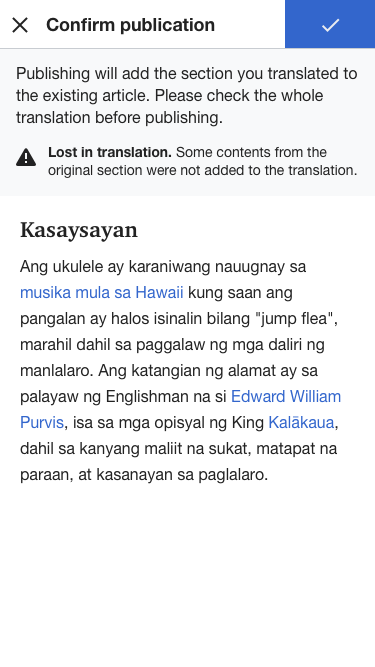 Confirm publication
Publishing will add the section you translated to
the existing article. Please check the whole
translation before publishing.
Lost in translation. Some contents from the
original section were not added to the translation.
Kasaysayan
Ang ukulele ay karaniwang nauugnay sa
musika mula sa Hawaii kung saan ang
pangalan ay halos isinalin bilang "jump flea",
marahil dahil sa paggalaw ng mga daliri ng
manlalaro. Ang katangian ng alamat ay sa
palayaw ng Englishman na si Edward William
Purvis, isa sa mga opisyal ng King Kalākaua,
dahil sa kanyang maliit na sukat, matapat na
paraan, at kasanayan sa paglalaro.